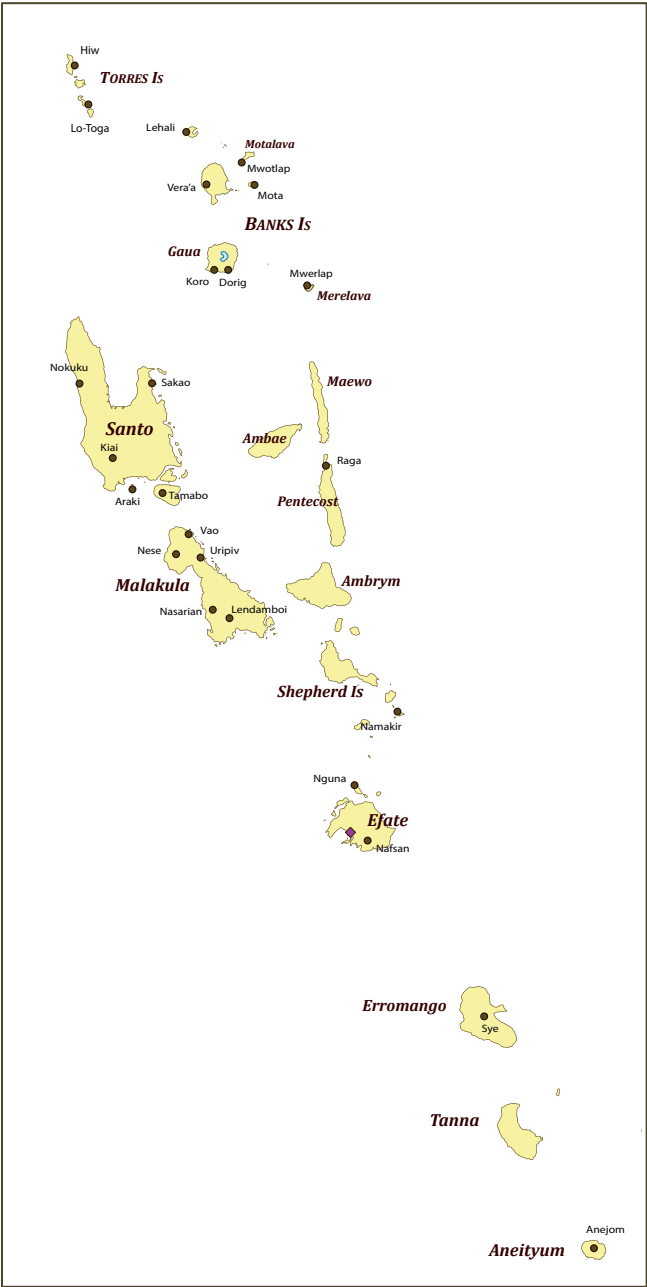 Hiw
TORRES IS
Lo-Toga
Lehali
Motalava
Mwotlap
Vera'a
Mota
BANKS IS
Gaua
Koro
Dorig
Mwerlap
Merelava
Nokuku
Sakao
Maewo
Santo
Ambae
Kiai
Raga
Araki
Tamabo
Pentecost
Vao
Nese
Uripiv
Malakula
Ambrym
Nasarian
Lendamboi
Shepherd Is
Namakir
Nguna
Efate
Nafsan
Erromango
Sye
Tanna
Anejom
Aneityum